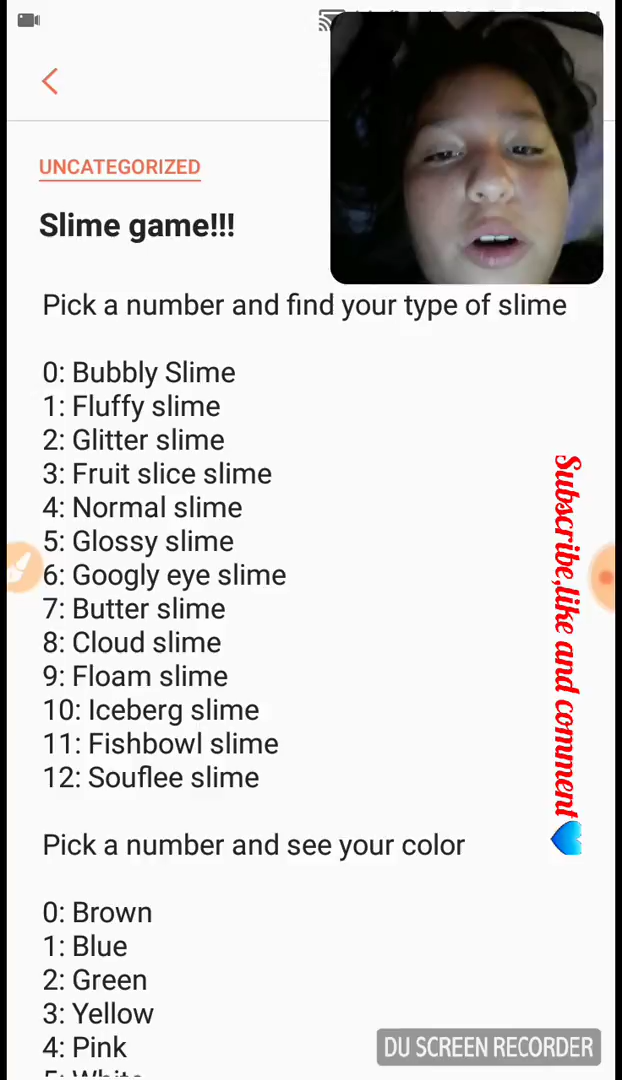 UNCATEGORIZED
Slime game!!!
Pick a number and find your type of slime
0: Bubbly Slime
1: Fluffy slime
2: Glitter slime
3: Fruit slice slime
4: Normal slime
5: Glossy slime
6: Googly eye slime
7: Butter slime
8: Cloud slime
9: Floam slime
10: Iceberg slime
11: Fishbowl slime
12: Souflee slime
Subscribe,like and comment💙
Pick a number and see your color
0: Brown
1: Blue
2: Green
3: Yellow
4: Pink
5: White
DU SCREEN RECORDER